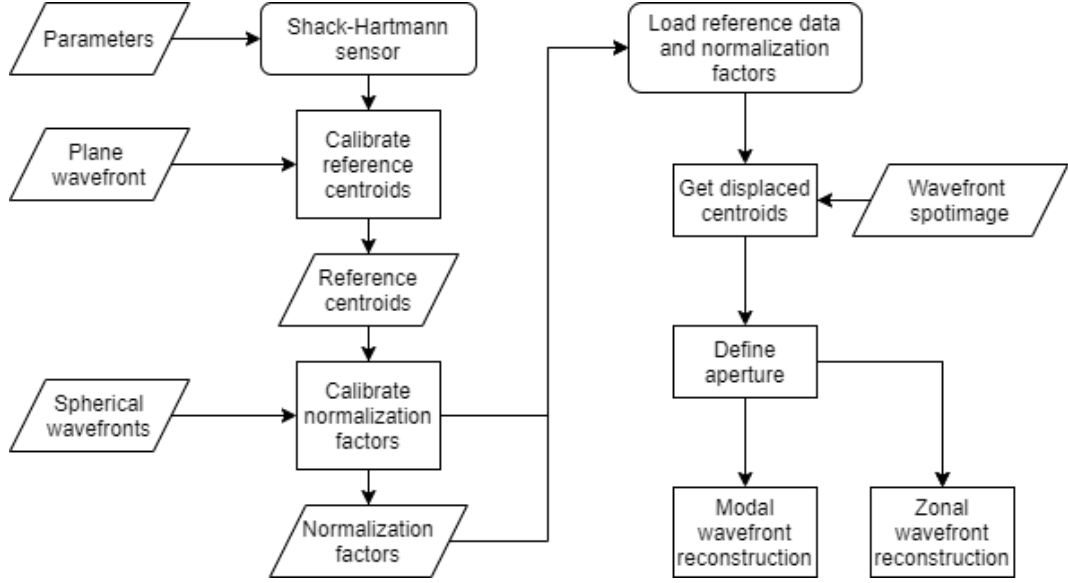 Parameters
Shack-Hartmann
sensor
Plane
wavefront
Calibrate
reference
centroids
Reference
centroids
Spherical
wavefronts
Calibrate
normalization
factors
Normalization
factors
Load reference data
and normalization
factors
Get displaced
centroids
Wavefront
spotimage
Define
aperture
Modal
wavefront
reconstruction
Zonal
wavefront
reconstruction